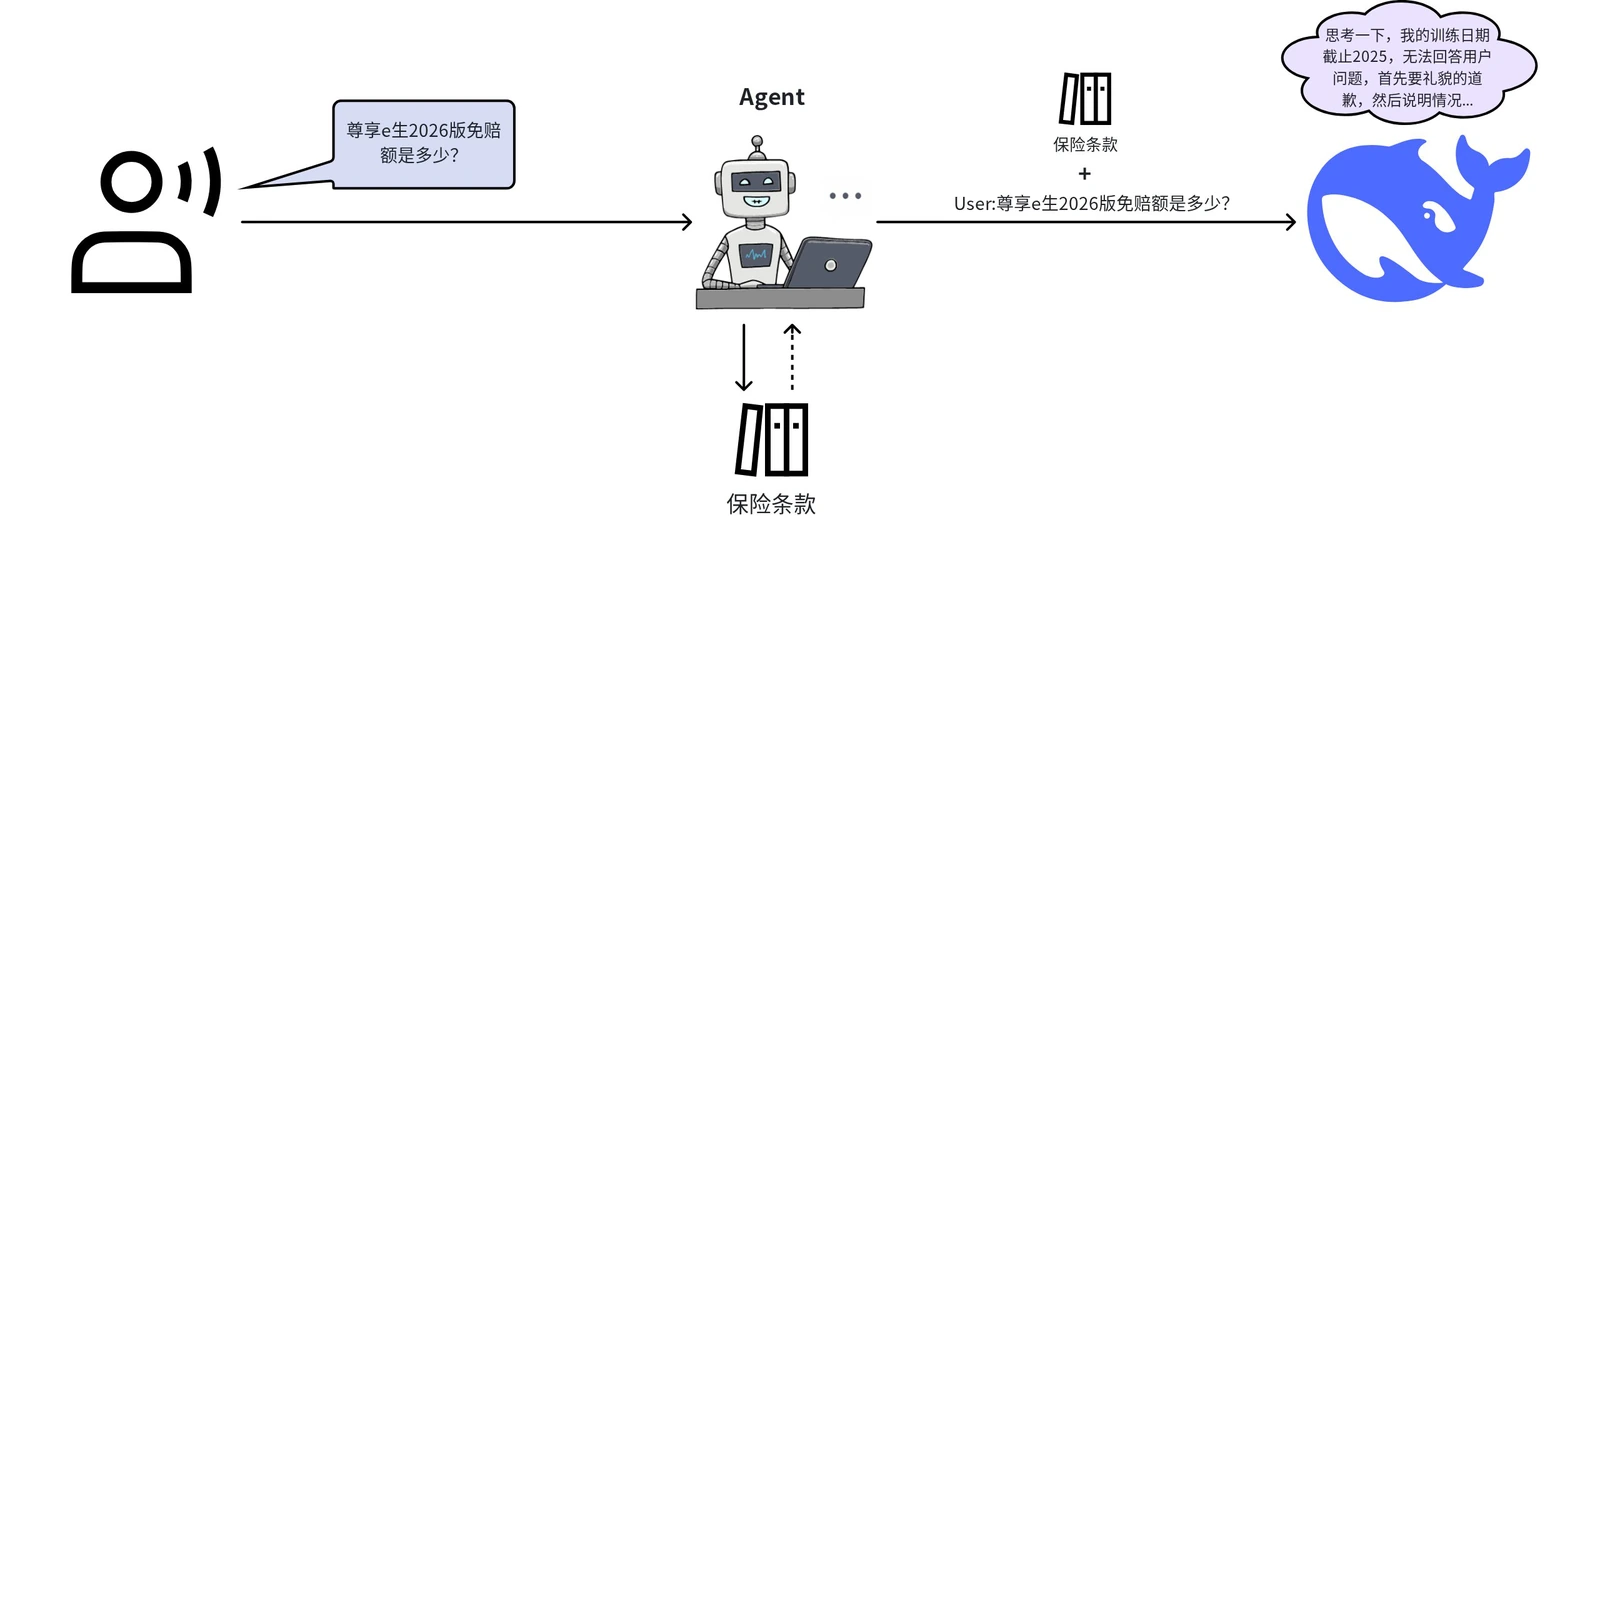 思考一下，我的训练日期
截止2025，无法回答用户
问题，首先要礼貌的道
歉，然后说明情况...
Agent
尊享e生2026版免赔
额是多少？
保险条款
+
User:尊享e生2026版免赔额是多少？
保险条款